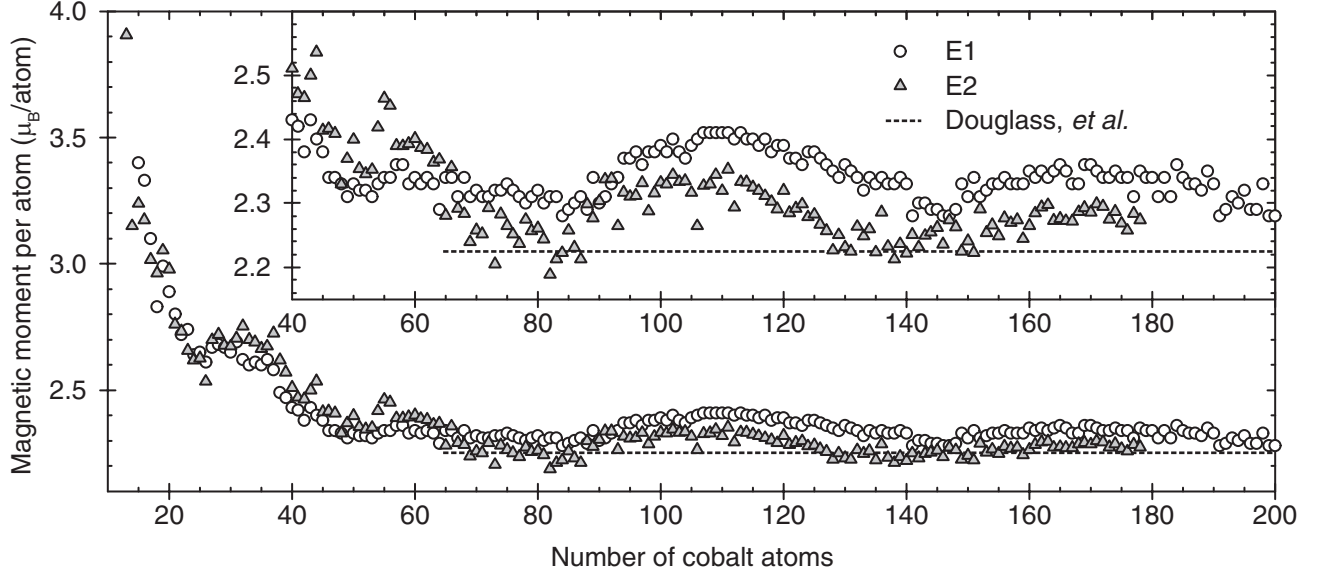 4.0
3.5
3.0
2.5
Magnetic moment per atom (μB/atom)
2.5
2.4
2.3
2.2
E1
E2
Douglass, et al.
40 60 80 100 120 140 160 180
20 40 60 80 100 120 140 160 180 200
Number of cobalt atoms